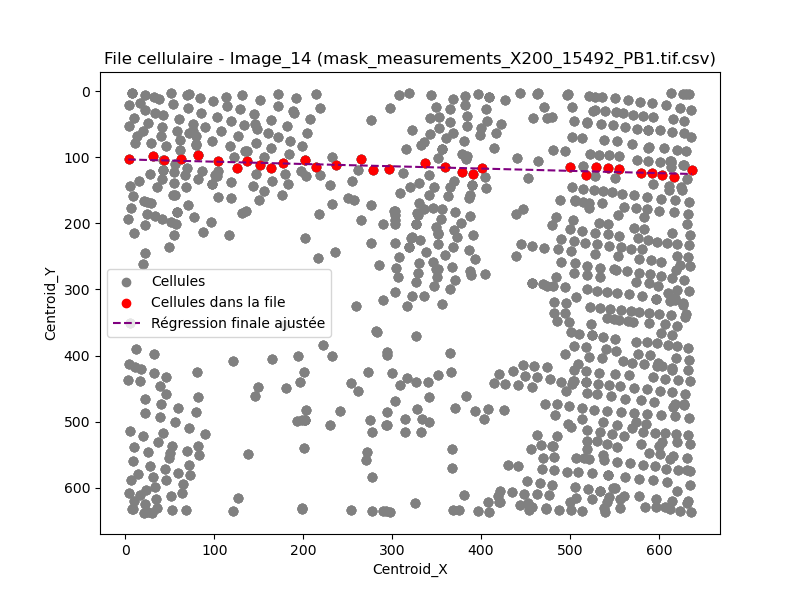 File cellulaire - Image_14 (mask_measurements_X200_15492_PB1.tif.csv)
0
100
200
300
400
500
600
Centroid_Y
Cellules
Cellules dans la file
Régression finale ajustée
0 100 200 300 400 500 600
Centroid_X